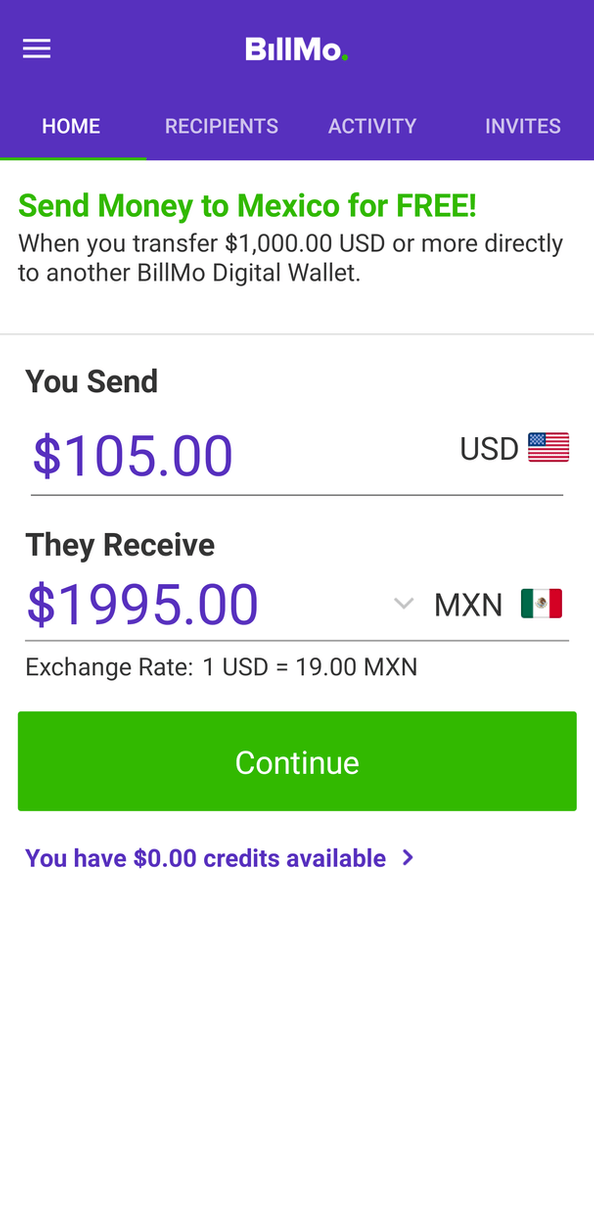 BillMo.
HOME RECIPIENTS ACTIVITY INVITES
Send Money to Mexico for FREE!
When you transfer $1,000.00 USD or more directly
to another BillMo Digital Wallet.
You Send
$105.00 USD
They Receive
$1995.00 MXN
Exchange Rate: 1 USD = 19.00 MXN
Continue
You have $0.00 credits available